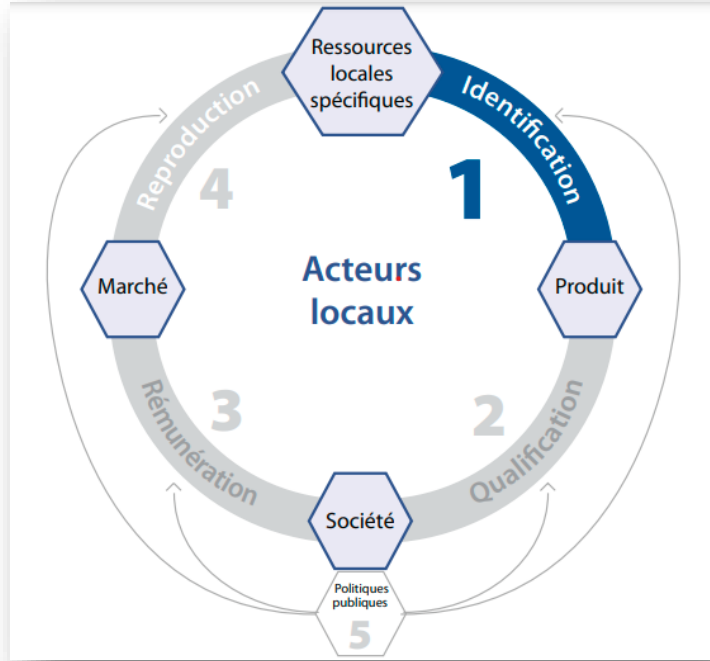 Ressources
locales
spécifiques
Identification
1
Produit
2
Qualification
Société
3
Rémunération
Marché
4
Reproduction
Acteurs
locaux
Politiques
publiques
5